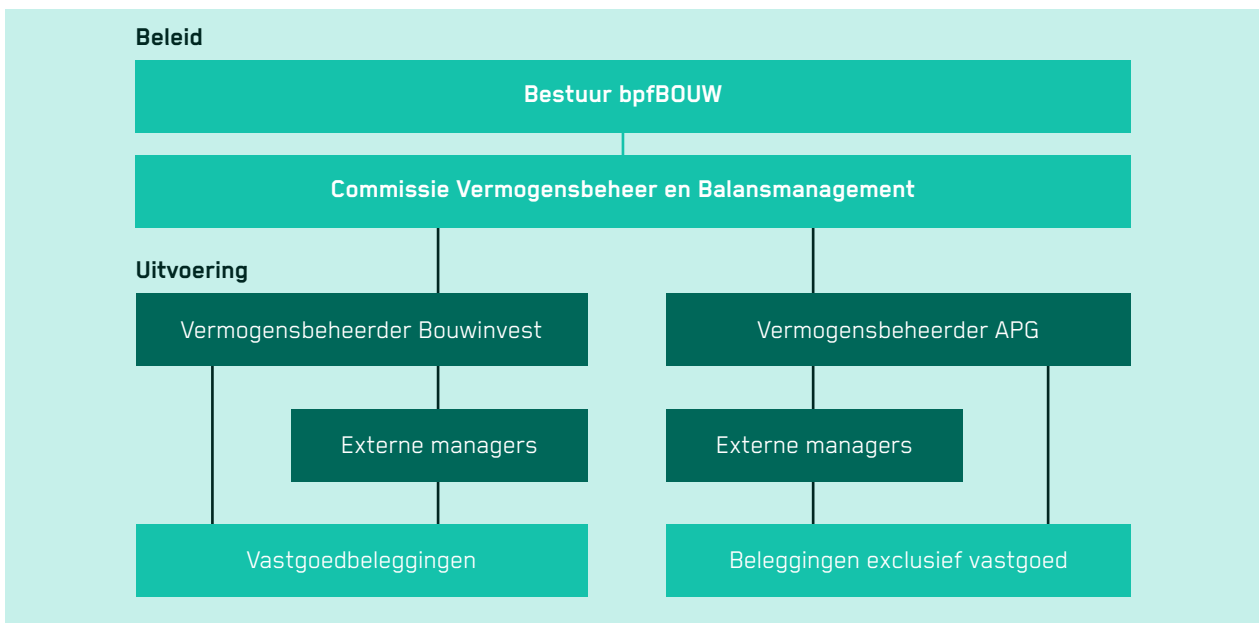 Beleid
Bestuur bpfBOUW
Commissie Vermogensbeheer en Balansmanagement
Uitvoering
Vermogensbeheerder Bouwinvest
Vermogensbeheerder APG
Externe managers
Externe managers
Vastgoedbeleggingen
Beleggingen exclusief vastgoed